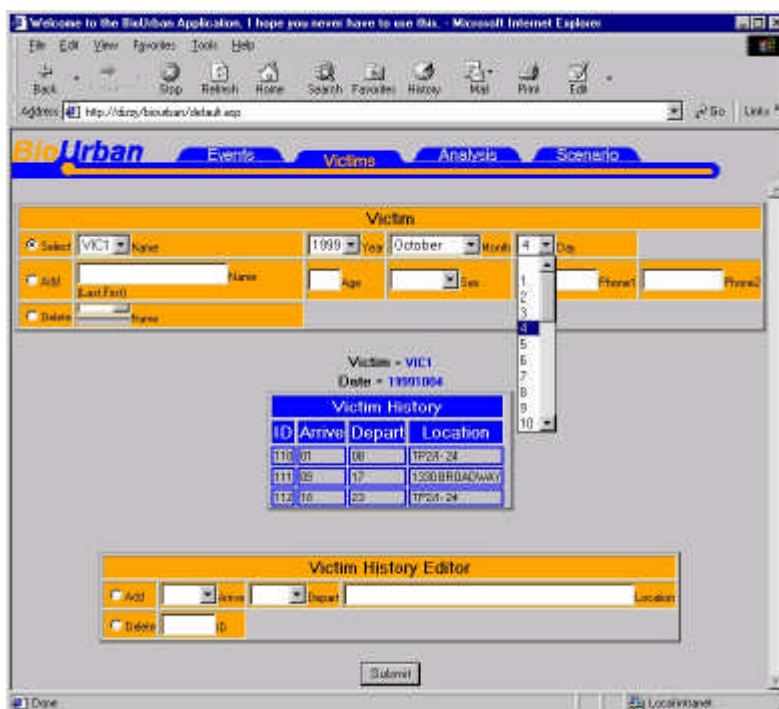 Welcome to the BioUrban Application, I hope you never have to use this. - Microsoft Internet Explorer
File Edit View Favorites Tools Help
Back Stop Refresh Home Search Favorites History Mail Print Edit
Address http://dizzy/biourban/default.asp Go Links
BioUrban Events Victims Analysis Scenario
Victim
Select VIC1 Name 1999 Year October Month 4 Day
Add Name Age Sex Phone1 Phone2
(Last,First)
Delete Name
1
2
3
4
5
6
7
8
9
10
Victim = VIC1
Date = 19991004
Victim History
ID Arrive Depart Location
110 01 08
111 09 17 1330BROADWAY
112 18 23
Victim History Editor
Add Arrive Depart Location
Delete ID
Submit
Done Local intranet